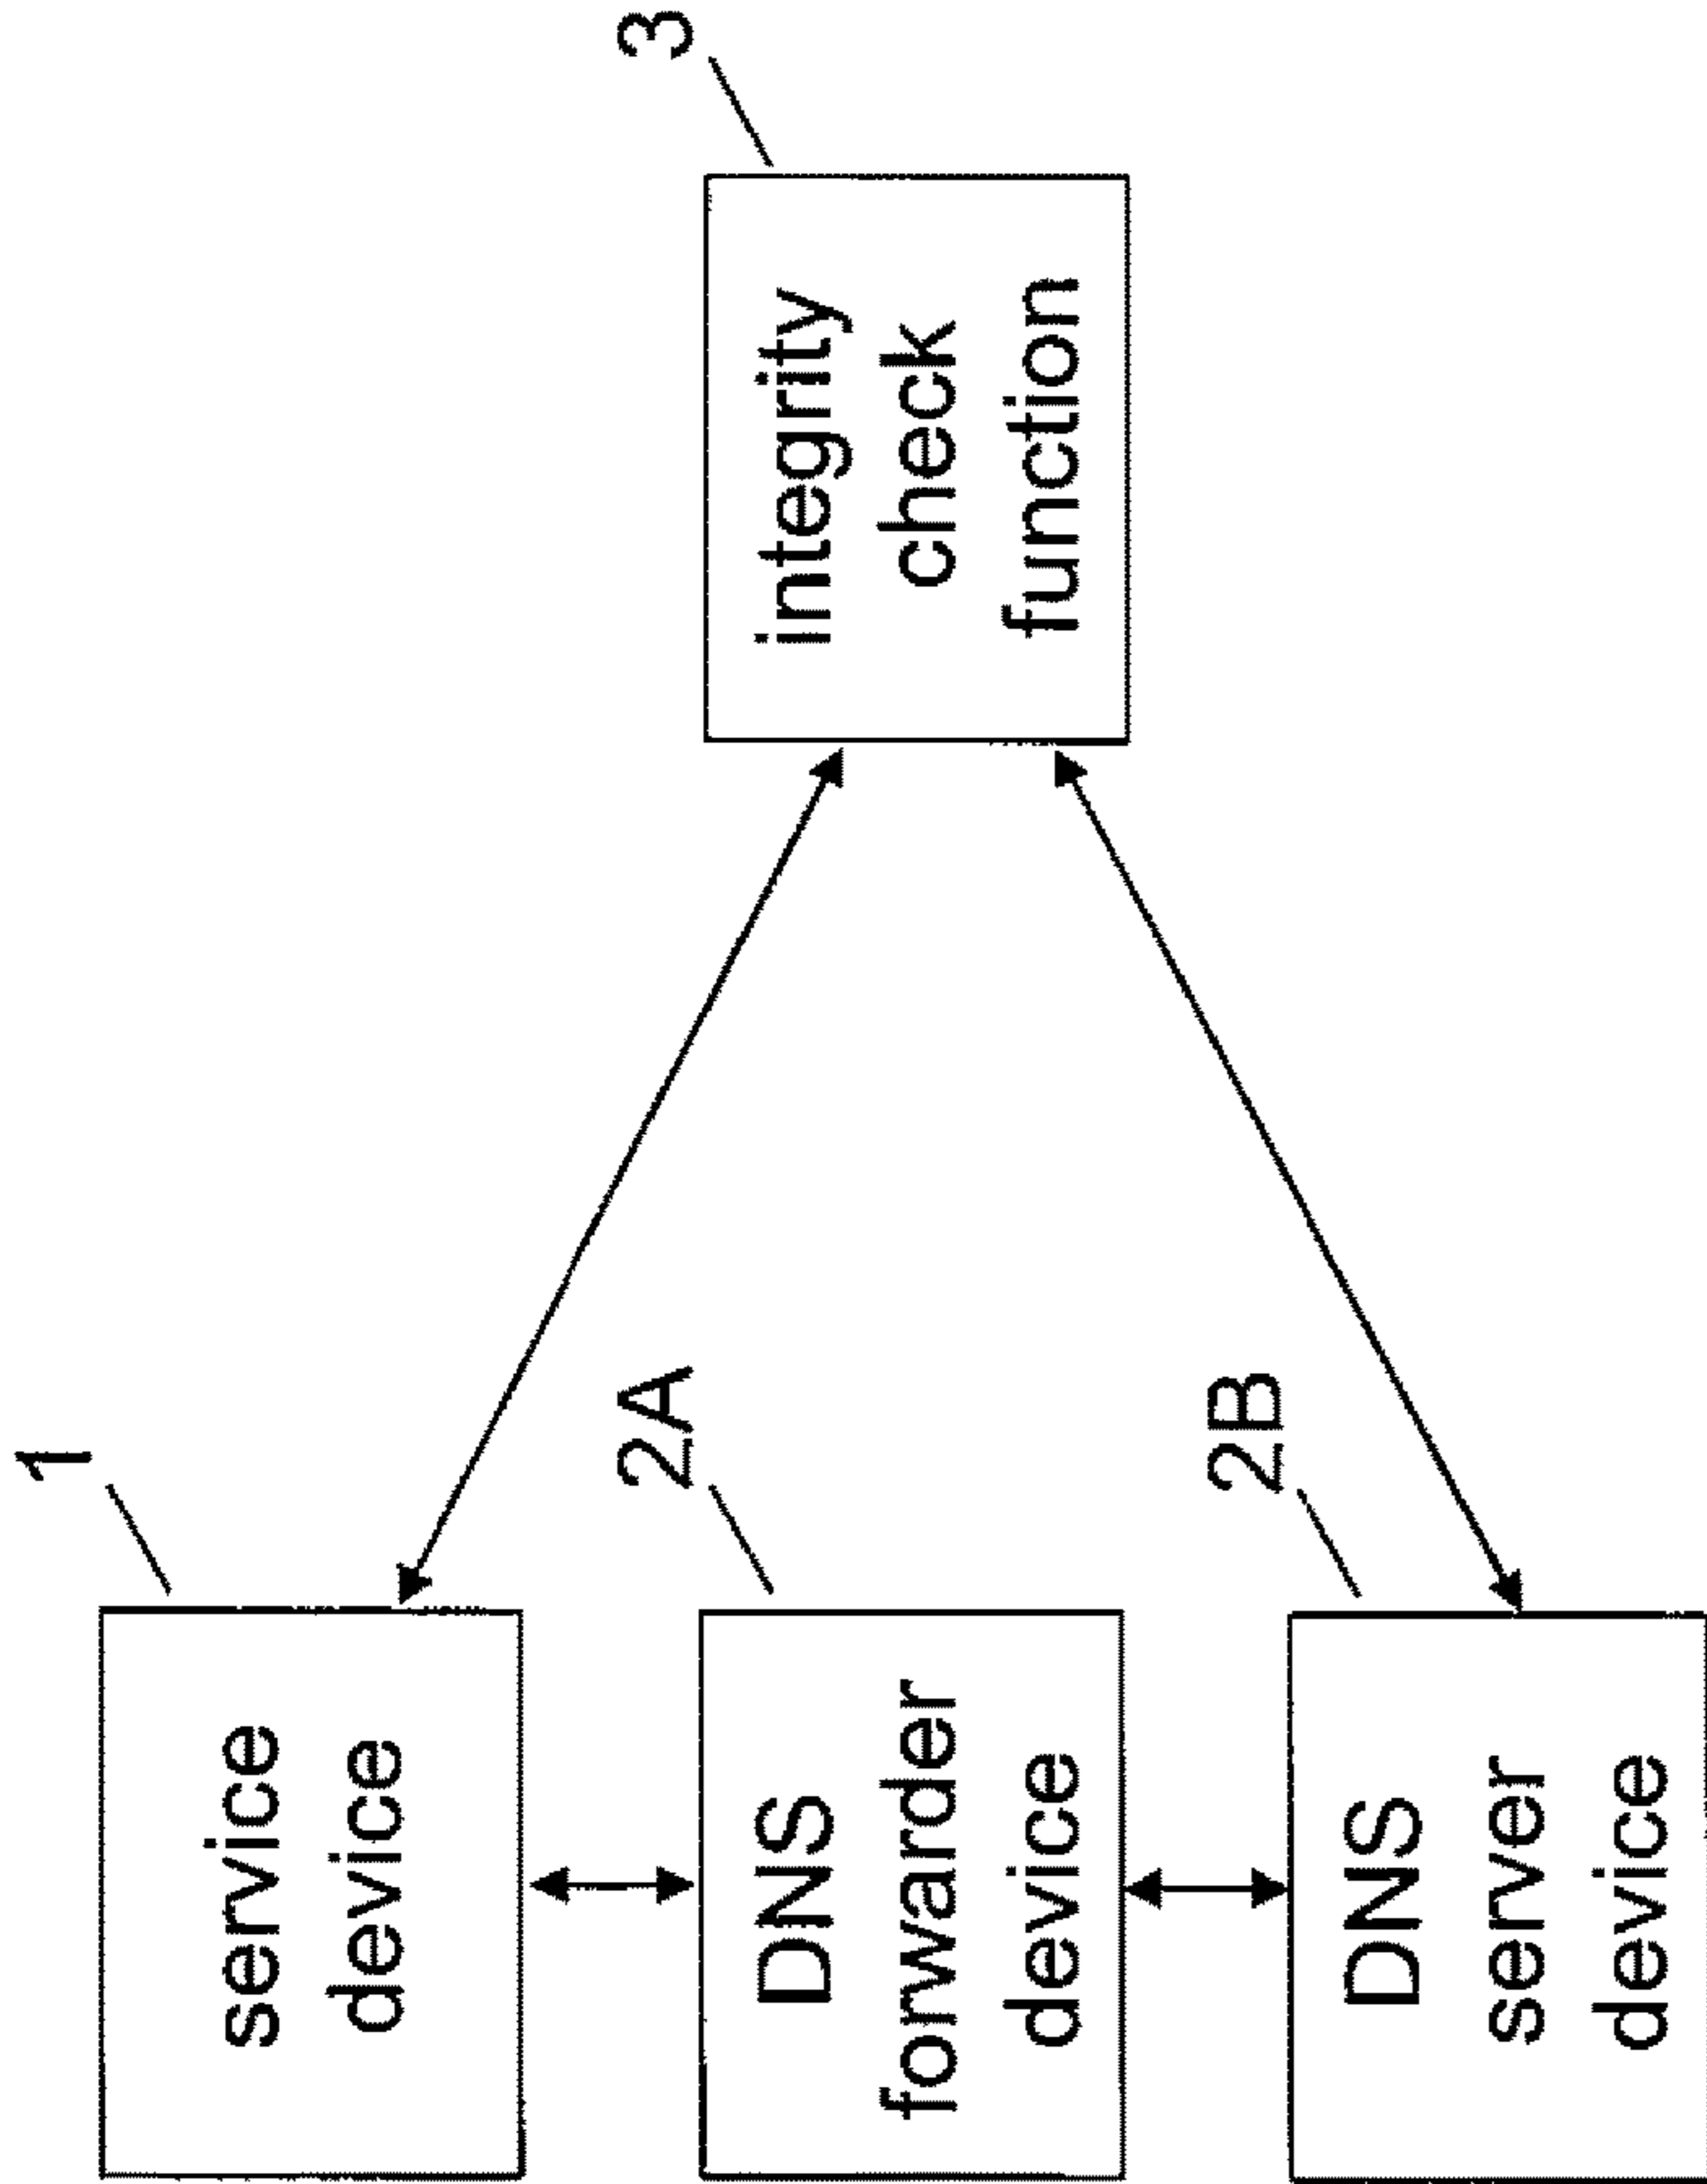 1
service
device
2A
DNS
forwarder
device
2B
DNS
server
device
3
integrity
check
function